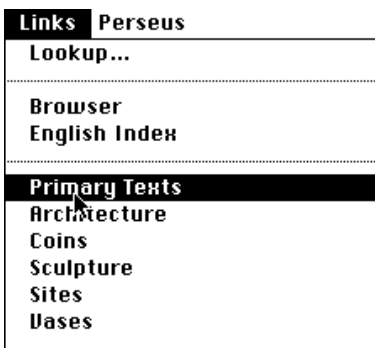 Links Perseus
Lookup...
Browser
English Index
Primary Texts
Architecture
Coins
Sculpture
Sites
Vases